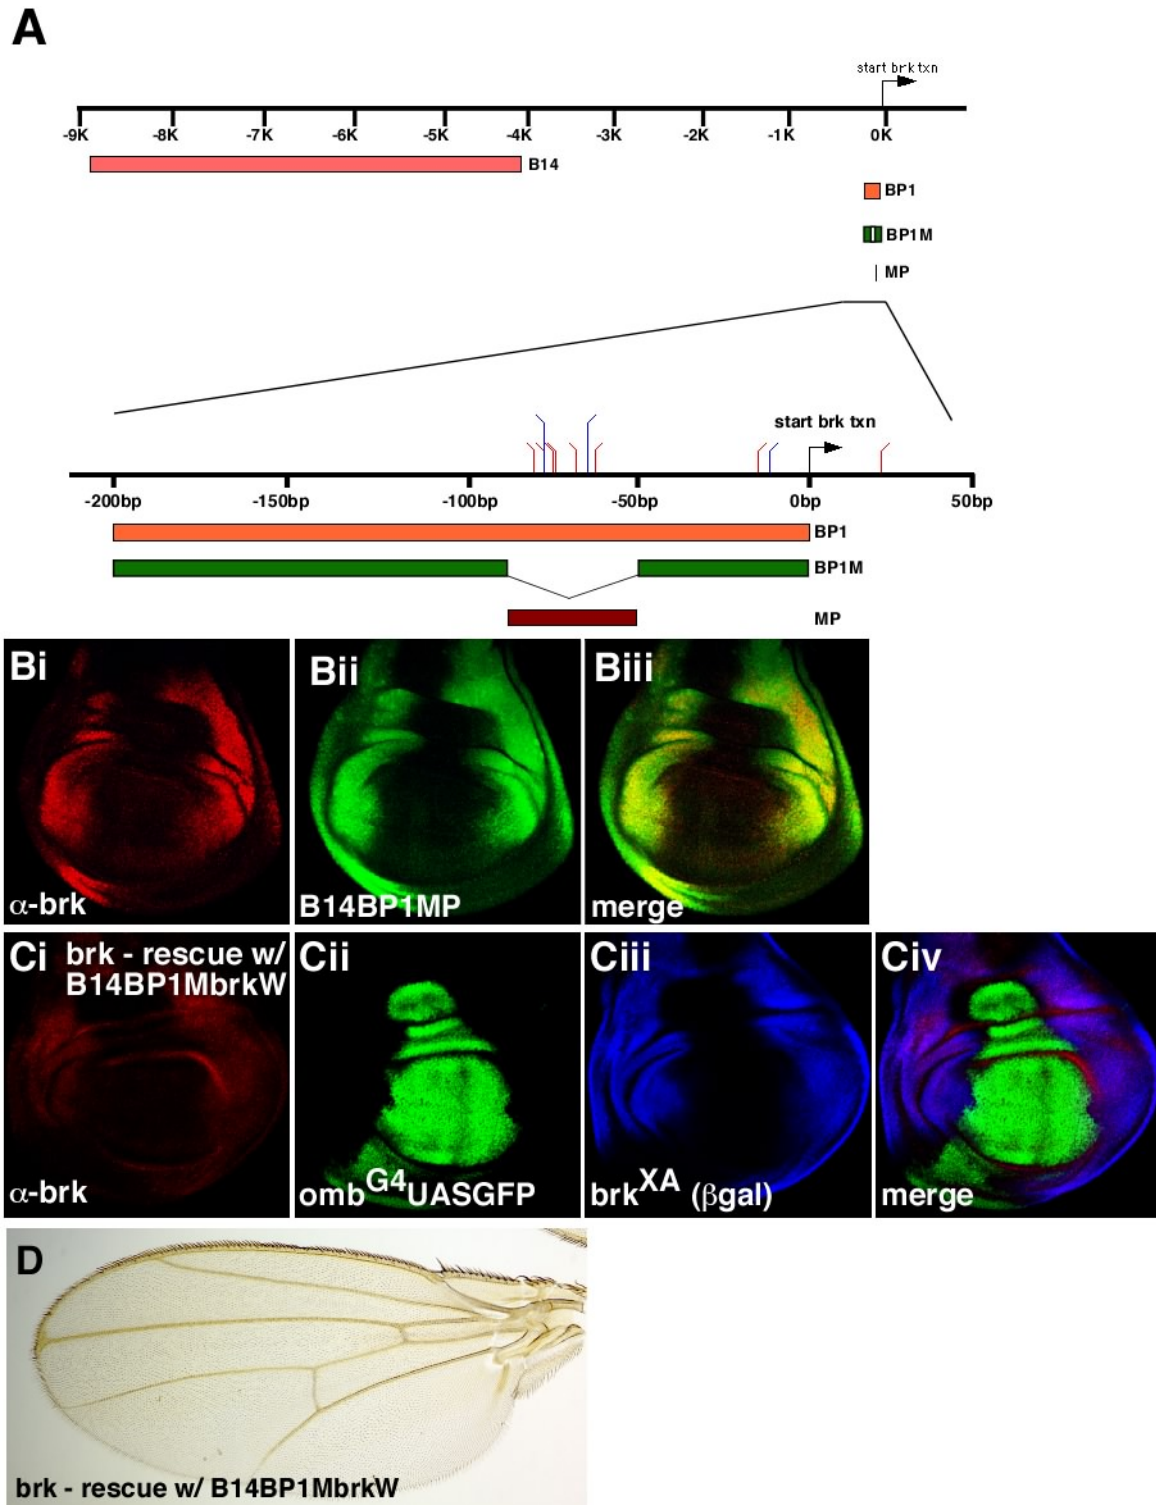 A
start brk txn
-9K -8K -7K -6K -5K -4K -3K -2K -1K 0K
B14
BP1
BP1M
MP
start brk txn
-200bp -150bp -100bp -50bp 0bp 50bp
BP1
BP1M
MP
Bi
α-brk
Bii
B14BP1MP
Biii
merge
Ci brk - rescue w/
B14BP1MbrkW
α-brk
Cii
omb^G4 UASGFP
Ciii
brk^XA (βgal)
Civ
merge
D
brk - rescue w/ B14BP1MbrkW